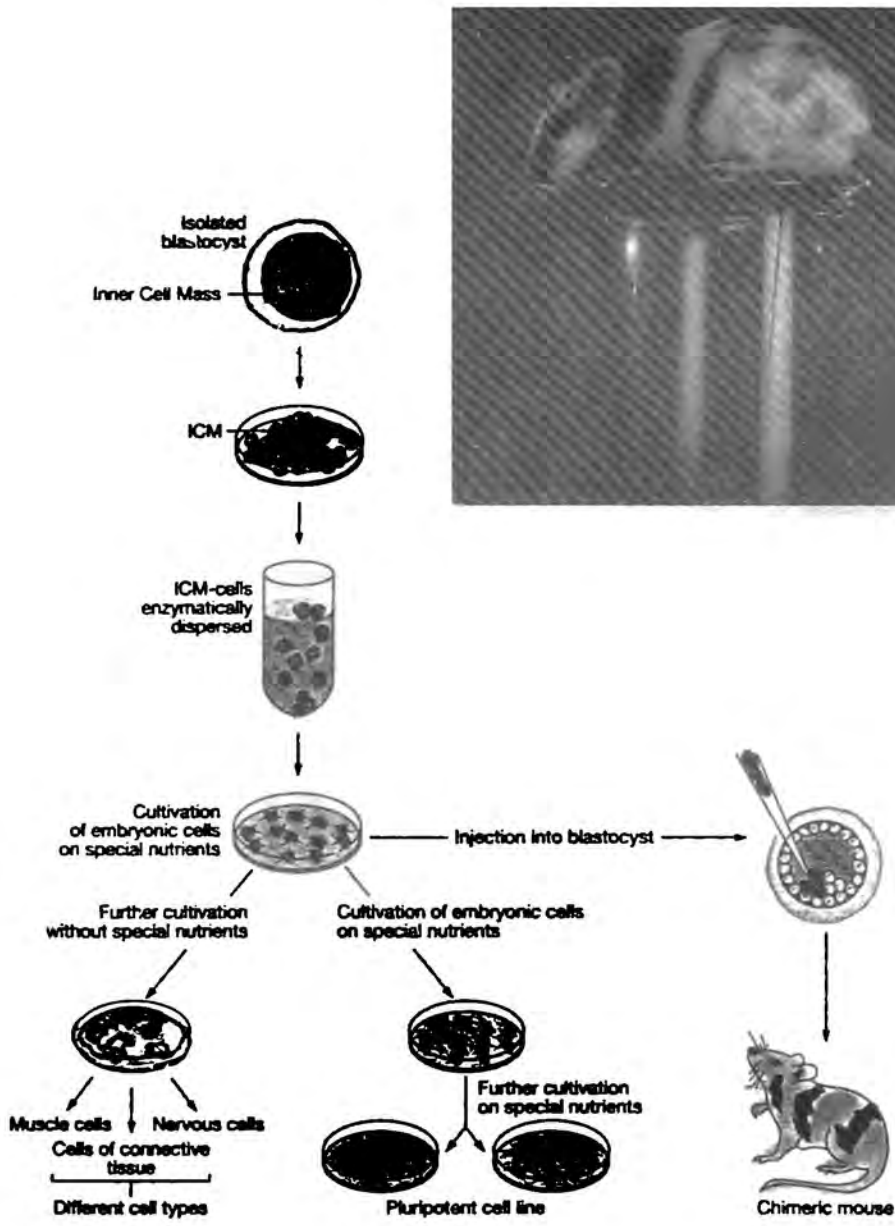 Isolated
blastocyst
Inner Cell Mass
ICM
ICM-cells
enzymatically
dispersed
Cultivation
of embryonic cells
on special nutrients
Injection into blastocyst
Further cultivation
without special nutrients
Cultivation of embryonic cells
on special nutrients
Further cultivation
on special nutrients
Muscle cells
Nervous cells
Cells of connective
tissue
Different cell types
Pluripotent cell line
Chimeric mouse